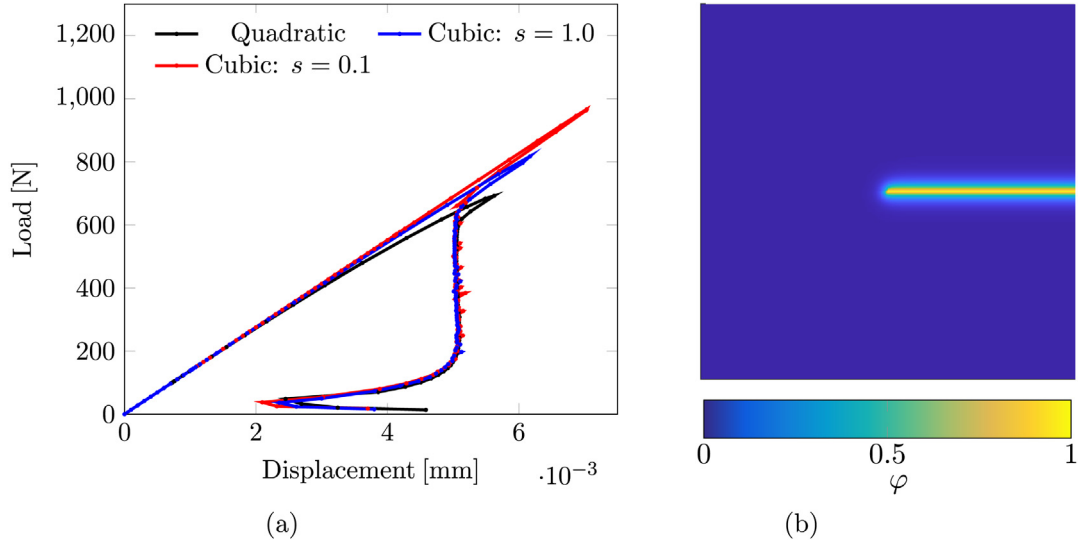 1,200
1,000
800
600
400
200
0
Load [N]
Quadratic
Cubic: s = 1.0
Cubic: s = 0.1
0 2 4 6
Displacement [mm]
·10⁻³
(a)
0 0.5 1
φ
(b)